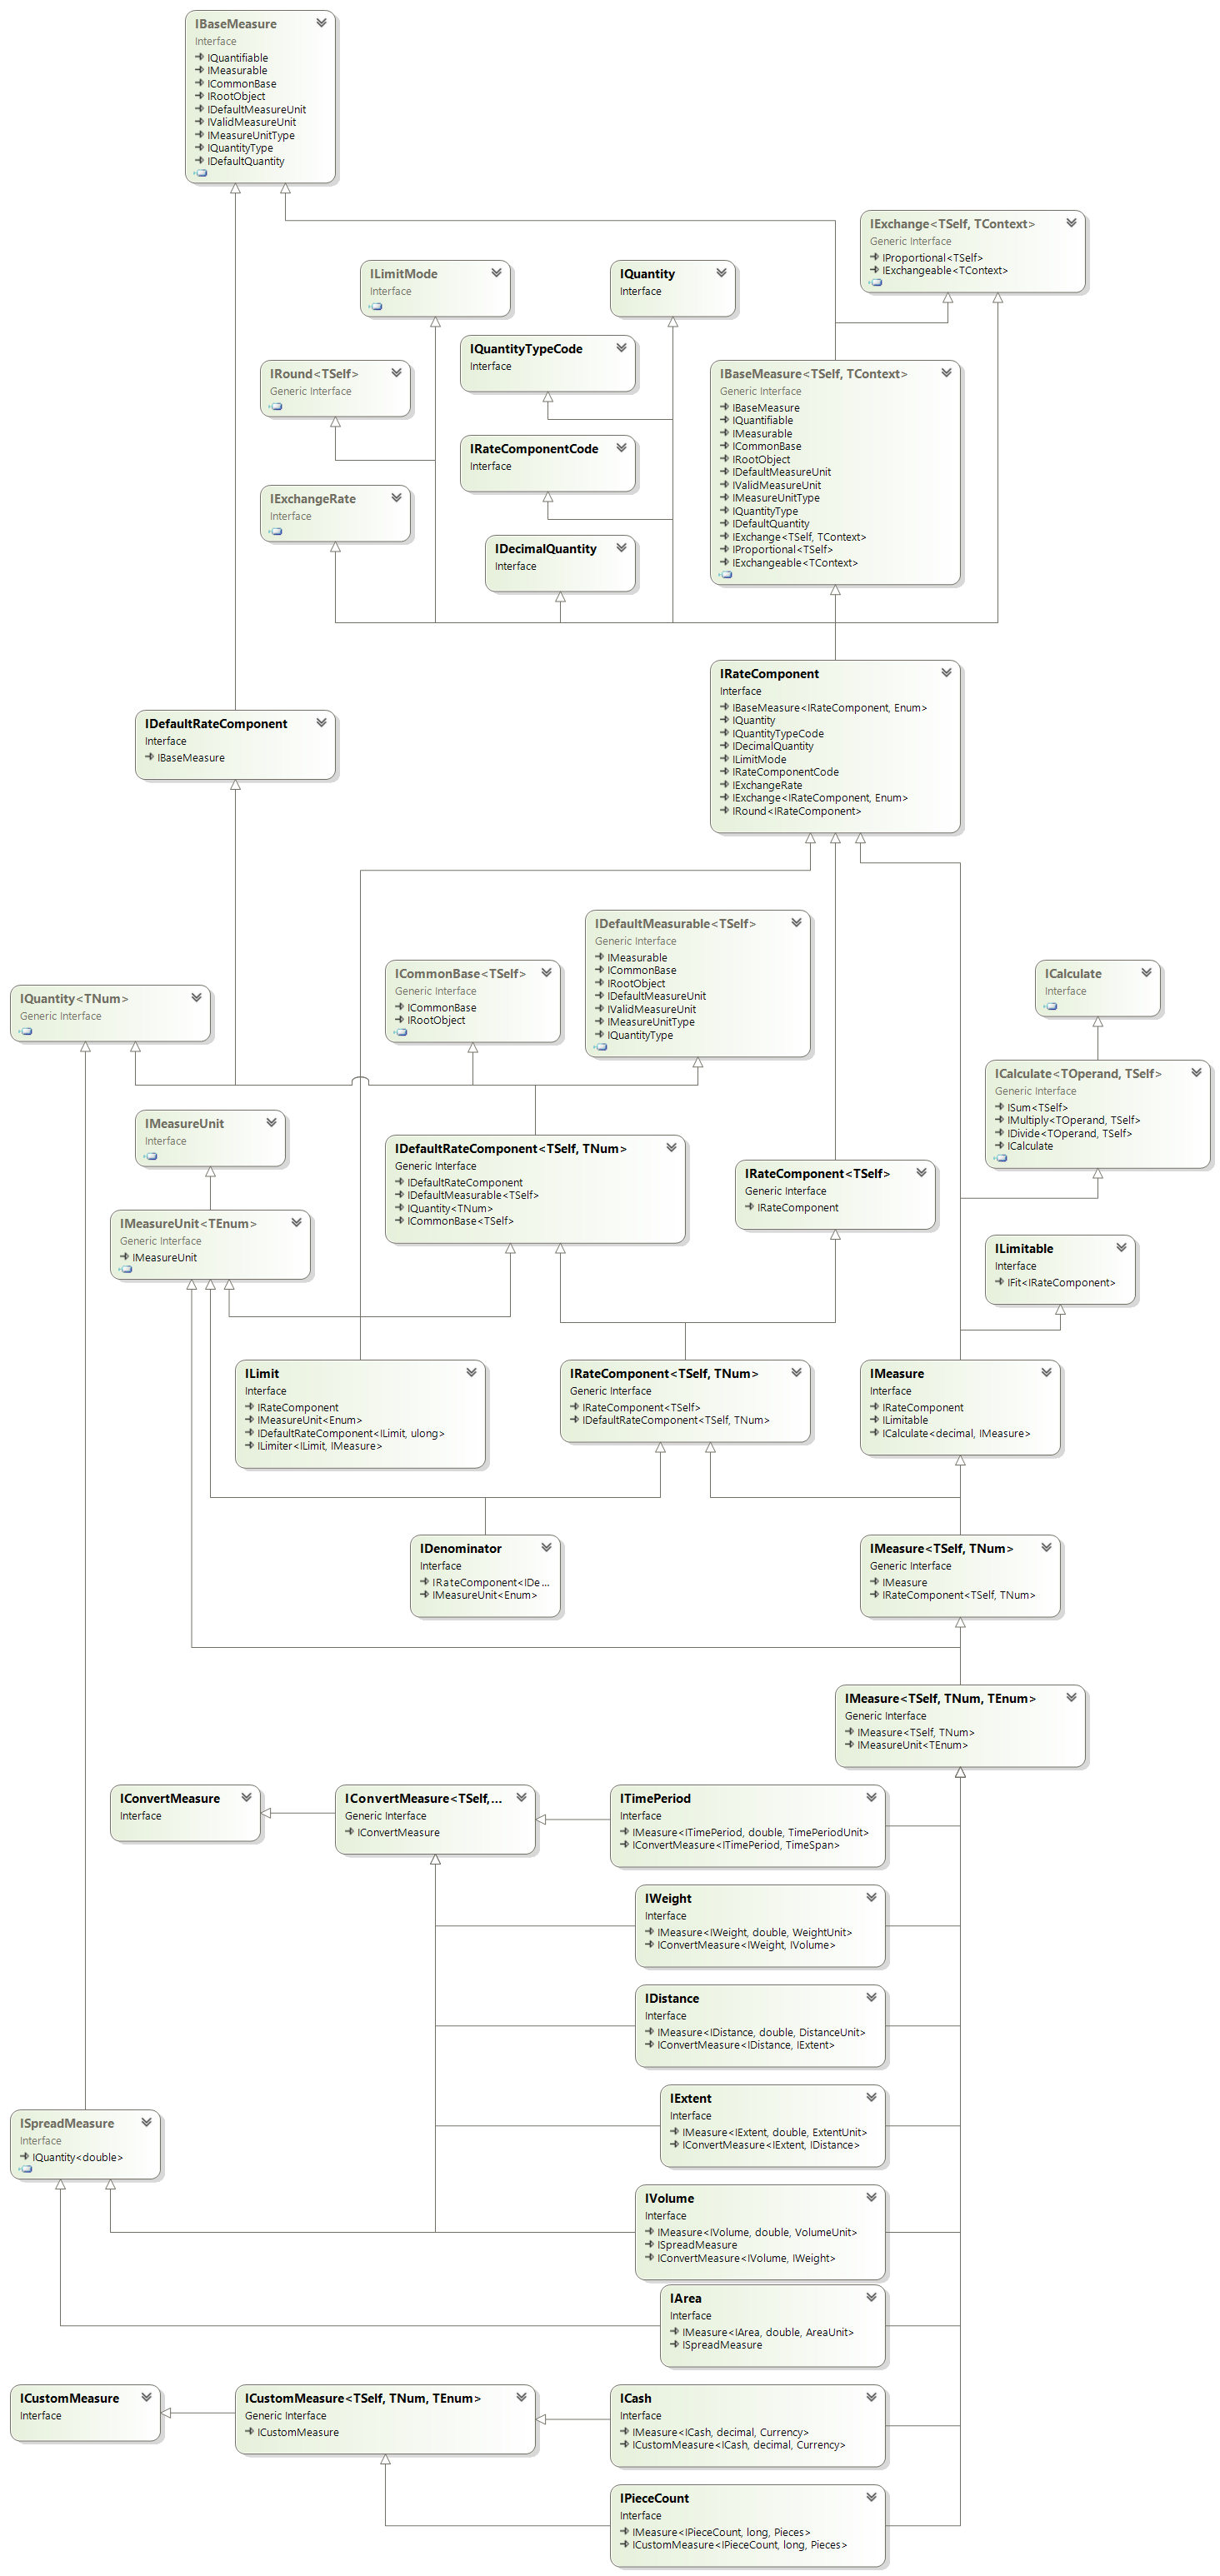 IBaseMeasure
Interface
IQuantifiable
IMeasurable
ICommonBase
IRootObject
IDefaultMeasureUnit
IValidMeasureUnit
IMeasureUnitType
IQuantityType
IDefaultQuantity
IExchange<TSelf, TContext>
Generic Interface
IProportional<TSelf>
IExchangeable<TContext>
ILimitMode
Interface
IQuantity
Interface
IQuantityTypeCode
Interface
IRound<TSelf>
Generic Interface
IBaseMeasure<TSelf, TContext>
Generic Interface
IBaseMeasure
IQuantifiable
IMeasurable
ICommonBase
IRootObject
IDefaultMeasureUnit
IValidMeasureUnit
IMeasureUnitType
IQuantityType
IDefaultQuantity
IExchange<TSelf, TContext>
IProportional<TSelf>
IExchangeable<TContext>
IRateComponentCode
Interface
IExchangeRate
Interface
IDecimalQuantity
Interface
IRateComponent
Interface
IBaseMeasure<IRateComponent, Enum>
IQuantity
IQuantityTypeCode
IDecimalQuantity
ILimitMode
IRateComponentCode
IExchangeRate
IExchange<IRateComponent, Enum>
IRound<IRateComponent>
IDefaultRateComponent
Interface
IBaseMeasure
IDefaultMeasurable<TSelf>
Generic Interface
IMeasurable
ICommonBase
IRootObject
IDefaultMeasureUnit
IValidMeasureUnit
IMeasureUnitType
IQuantityType
ICommonBase<TSelf>
Generic Interface
ICommonBase
IRootObject
ICalculate
Interface
IQuantity<TNum>
Generic Interface
ICalculate<TOperand, TSelf>
Generic Interface
ISum<TSelf>
IMultiply<TOperand, TSelf>
IDivide<TOperand, TSelf>
ICalculate
IMeasureUnit
Interface
IDefaultRateComponent<TSelf, TNum>
Generic Interface
IDefaultRateComponent
IDefaultMeasurable<TSelf>
IQuantity<TNum>
ICommonBase<TSelf>
IRateComponent<TSelf>
Generic Interface
IRateComponent
IMeasureUnit<TEnum>
Generic Interface
IMeasureUnit
ILimitable
Interface
IFit<IRateComponent>
ILimit
Interface
IRateComponent
IMeasureUnit<Enum>
IDefaultRateComponent<ILimit, ulong>
ILimiter<ILimit, IMeasure>
IRateComponent<TSelf, TNum>
Generic Interface
IRateComponent<TSelf>
IDefaultRateComponent<TSelf, TNum>
IMeasure
Interface
IRateComponent
ILimitable
ICalculate<decimal, IMeasure>
IDenominator
Interface
IRateComponent<IDe...
IMeasureUnit<Enum>
IMeasure<TSelf, TNum>
Generic Interface
IMeasure
IRateComponent<TSelf, TNum>
IMeasure<TSelf, TNum, TEnum>
Generic Interface
IMeasure<TSelf, TNum>
IMeasureUnit<TEnum>
IConvertMeasure
Interface
IConvertMeasure<TSelf,...
Generic Interface
IConvertMeasure
ITimePeriod
Interface
IMeasure<ITimePeriod, double, TimePeriodUnit>
IConvertMeasure<ITimePeriod, TimeSpan>
IWeight
Interface
IMeasure<IWeight, double, WeightUnit>
IConvertMeasure<IWeight, IVolume>
IDistance
Interface
IMeasure<IDistance, double, DistanceUnit>
IConvertMeasure<IDistance, IExtent>
IExtent
Interface
IMeasure<IExtent, double, ExtentUnit>
IConvertMeasure<IExtent, IDistance>
ISpreadMeasure
Interface
IQuantity<double>
IVolume
Interface
IMeasure<IVolume, double, VolumeUnit>
ISpreadMeasure
IConvertMeasure<IVolume, IWeight>
IArea
Interface
IMeasure<IArea, double, AreaUnit>
ISpreadMeasure
ICustomMeasure
Interface
ICustomMeasure<TSelf, TNum, TEnum>
Generic Interface
ICustomMeasure
ICash
Interface
IMeasure<ICash, decimal, Currency>
ICustomMeasure<ICash, decimal, Currency>
IPieceCount
Interface
IMeasure<IPieceCount, long, Pieces>
ICustomMeasure<IPieceCount, long, Pieces>